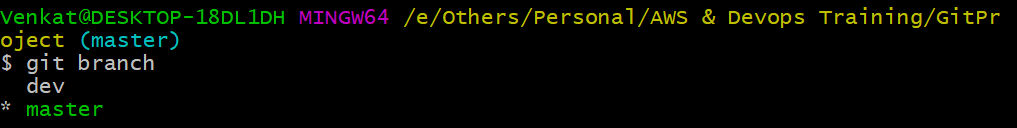 Venkat@DESKTOP-18DL1DH MINGW64 /e/Others/Personal/AWS & Devops Training/GitPr
oject (master)
$ git branch
  dev
* master